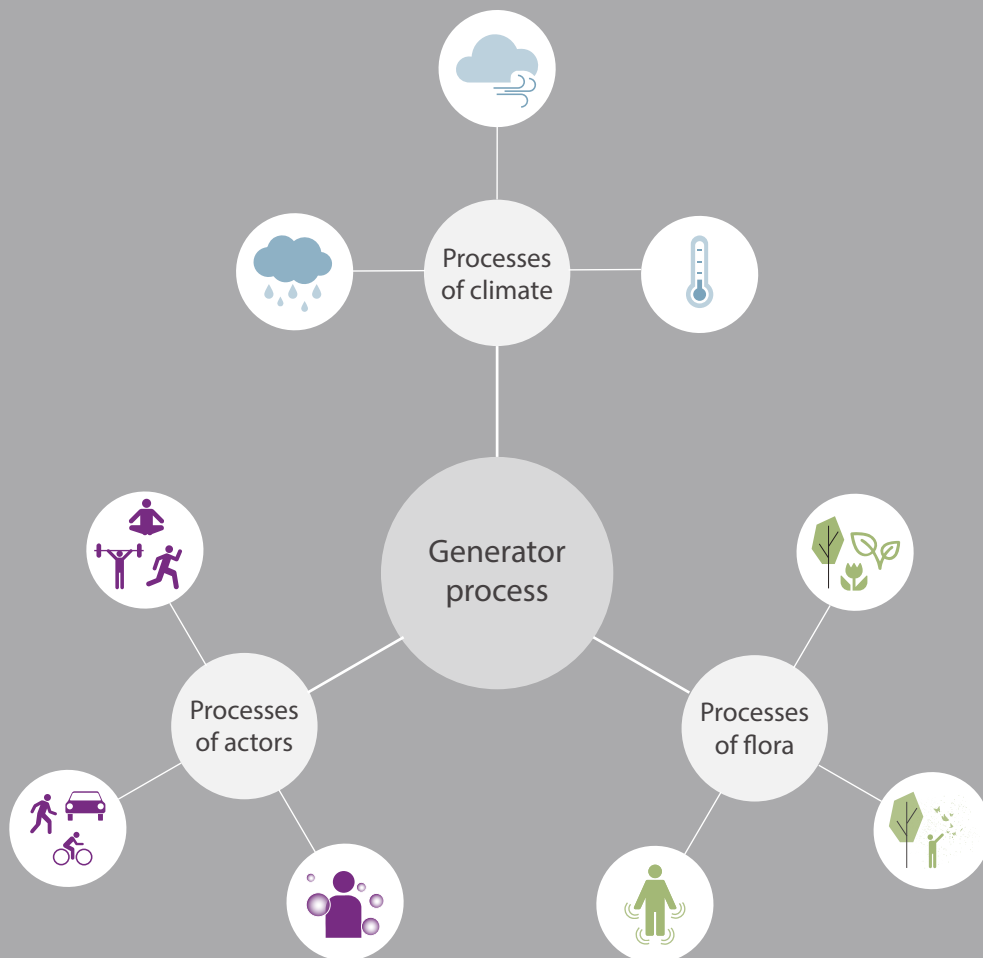 Processes
of climate
Generator
process
Processes
of actors
Processes
of flora